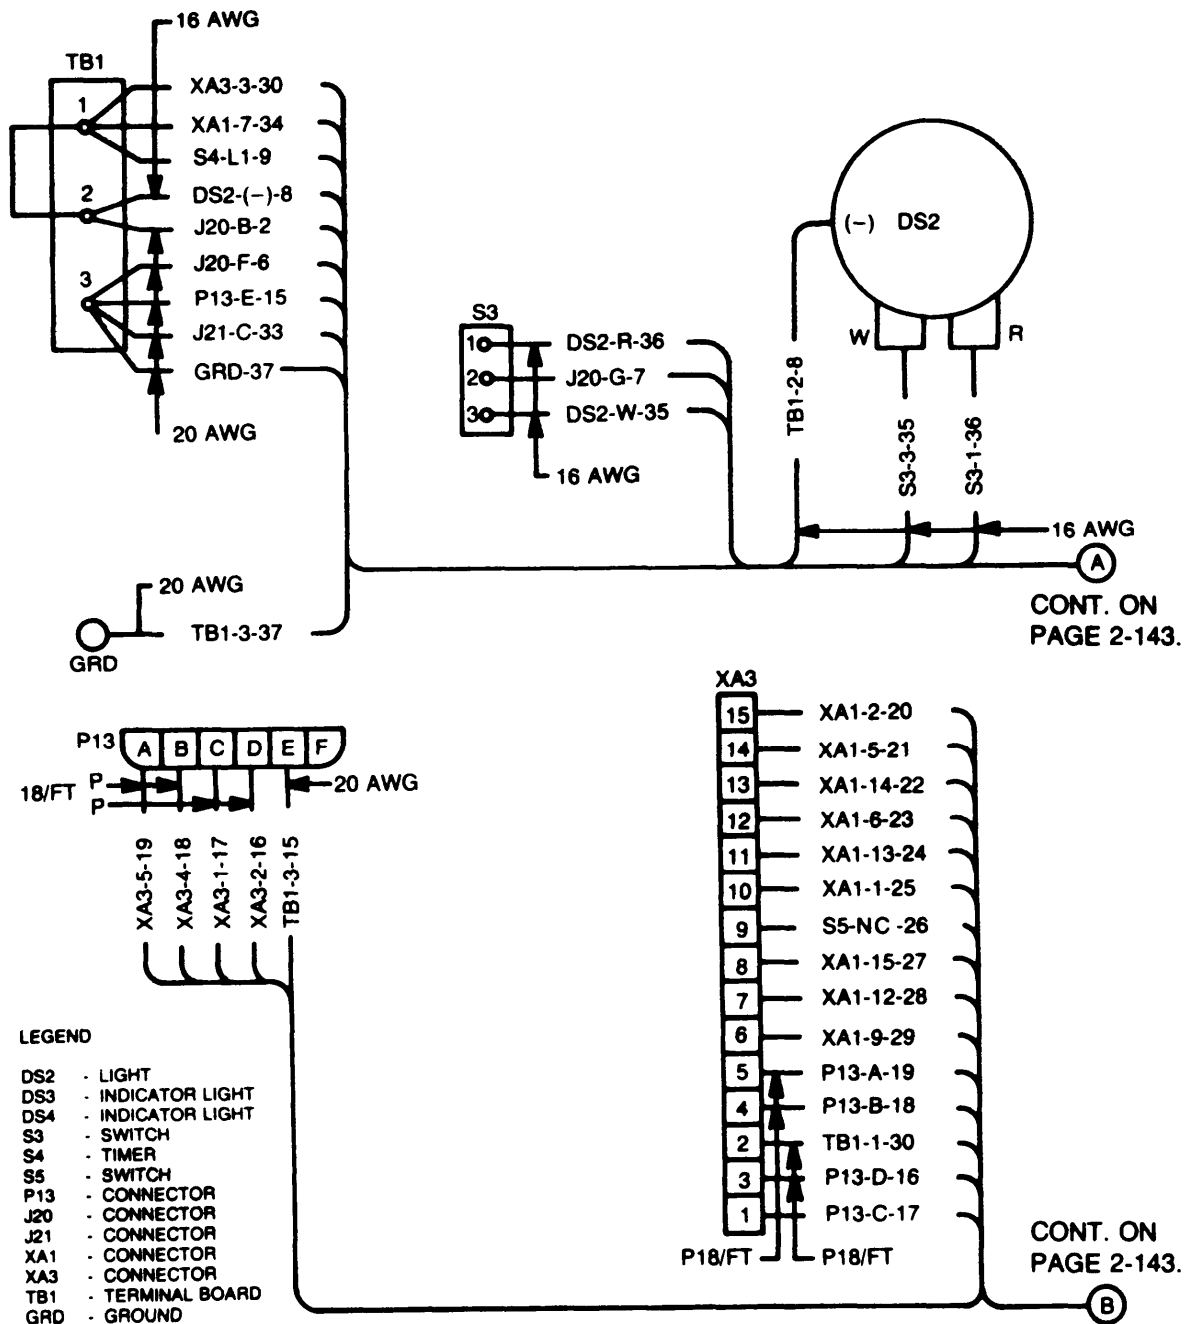 16 AWG
TB1
1
XA3-3-30
XA1-7-34
S4-L1-9
2
DS2-(−)-8
J20-B-2
3
J20-F-6
P13-E-15
J21-C-33
GRD-37
20 AWG
S3
1
DS2-R-36
2
J20-G-7
3
DS2-W-35
16 AWG
(−) DS2
W
R
TB1-2-8
S3-3-35
S3-1-36
16 AWG
A
CONT. ON
PAGE 2-143.
20 AWG
TB1-3-37
GRD
P13
A B C D E F
18/FT
P
P
20 AWG
XA3-5-19
XA3-4-18
XA3-1-17
XA3-2-16
TB1-3-15
XA3
15 XA1-2-20
14 XA1-5-21
13 XA1-14-22
12 XA1-6-23
11 XA1-13-24
10 XA1-1-25
9 S5-NC -26
8 XA1-15-27
7 XA1-12-28
6 XA1-9-29
5 P13-A-19
4 P13-B-18
2 TB1-1-30
3 P13-D-16
1 P13-C-17
P18/FT
P18/FT
CONT. ON
PAGE 2-143.
B
LEGEND
DS2 - LIGHT
DS3 - INDICATOR LIGHT
DS4 - INDICATOR LIGHT
S3 - SWITCH
S4 - TIMER
S5 - SWITCH
P13 - CONNECTOR
J20 - CONNECTOR
J21 - CONNECTOR
XA1 - CONNECTOR
XA3 - CONNECTOR
TB1 - TERMINAL BOARD
GRD - GROUND